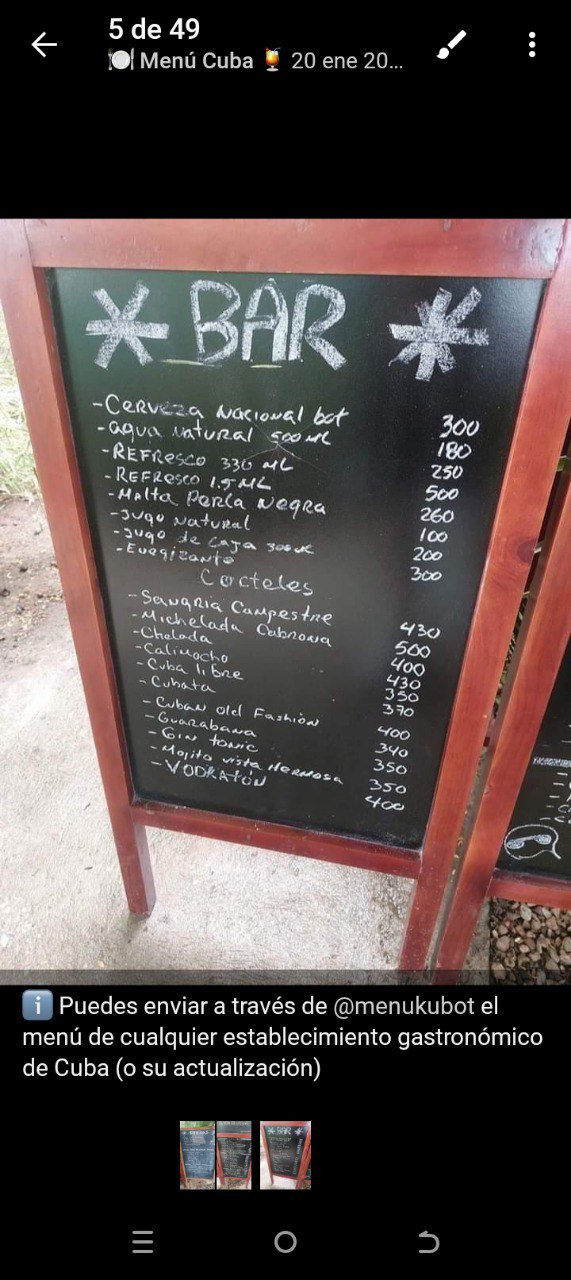 5 de 49
🍽️ Menú Cuba 🍹 20 ene 20...
* BAR *
- Cerveza Nacional bot 300
- agua Natural 500 ML 180
- REFRESCO 330 ML 250
- REFRESCO 1.5 ML 500
- Malta Perla Negra 260
- Jugo Natural 100
- Jugo de Caja 300 ML 200
- Energizante 300
Cocteles
- Sangria Campestre 430
- Michelada Cabrona 500
- Chelada 400
- Calimocho 430
- Cuba libre 350
- Cubata 370
- Cuban old Fashion 400
- Guarabana 340
- Gin tonic 350
- Mojito vista Hermosa 350
- VODKATÓN 400
ℹ️ Puedes enviar a través de @menukubot el
menú de cualquier establecimiento gastronómico
de Cuba (o su actualización)